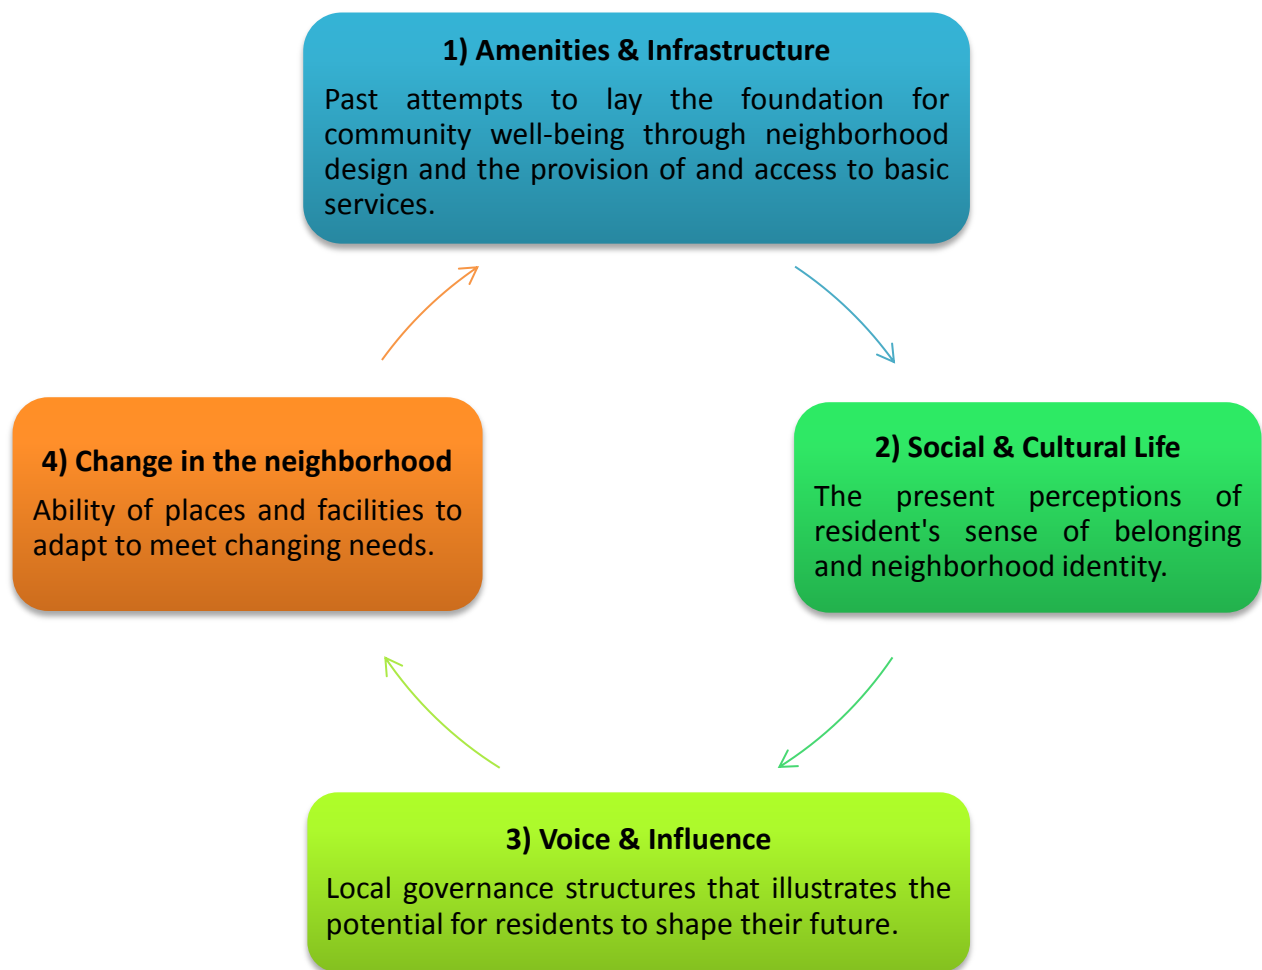 1) Amenities & Infrastructure
Past attempts to lay the foundation for
community well-being through neighborhood
design and the provision of and access to basic
services.
2) Social & Cultural Life
The present perceptions of
resident's sense of belonging
and neighborhood identity.
3) Voice & Influence
Local governance structures that illustrates the
potential for residents to shape their future.
4) Change in the neighborhood
Ability of places and facilities to
adapt to meet changing needs.